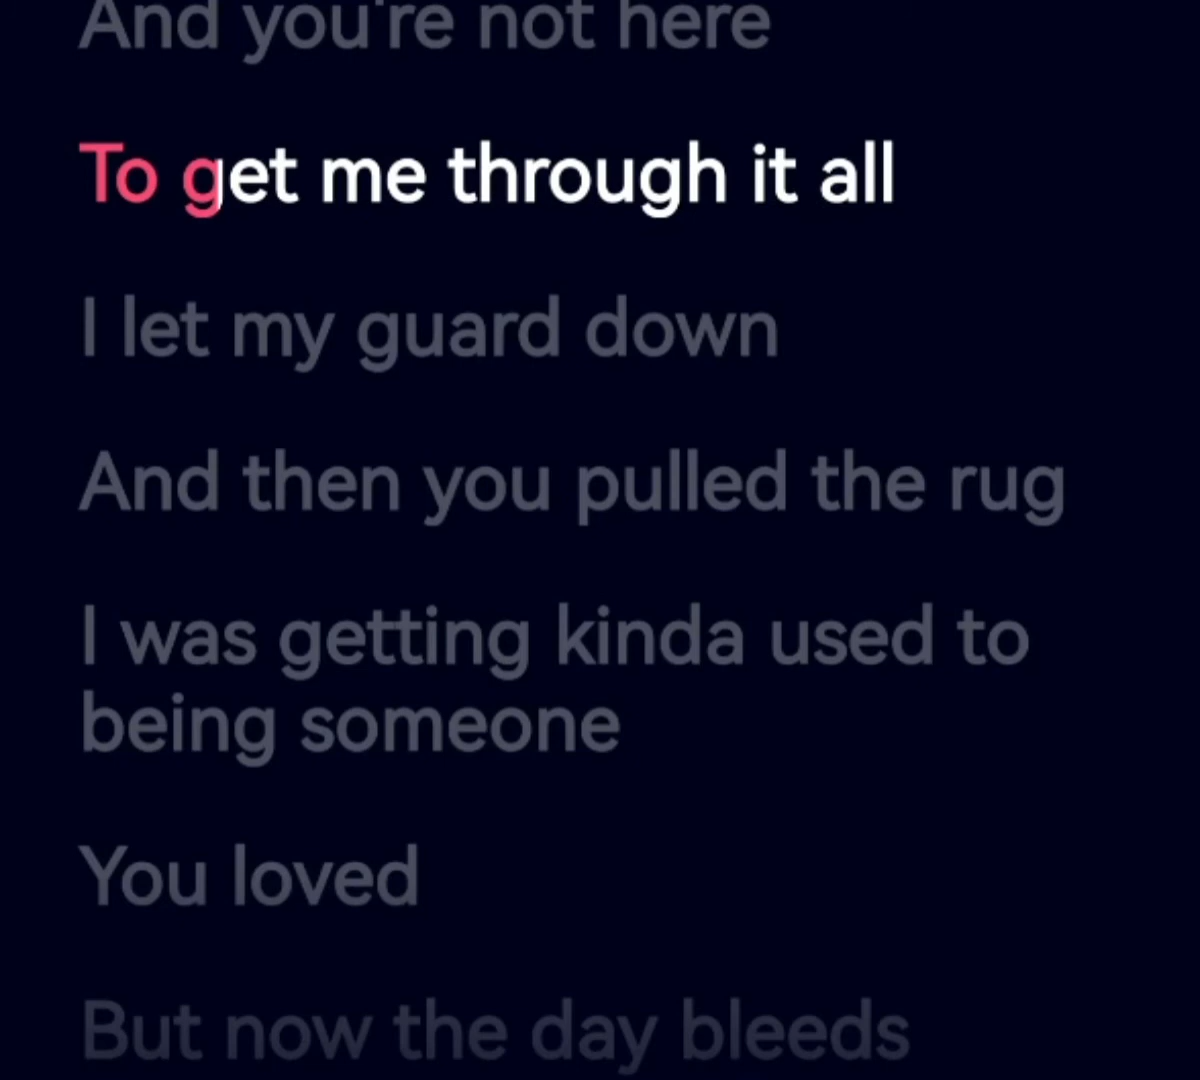 And you're not here
To get me through it all
I let my guard down
And then you pulled the rug
I was getting kinda used to
being someone
You loved
But now the day bleeds